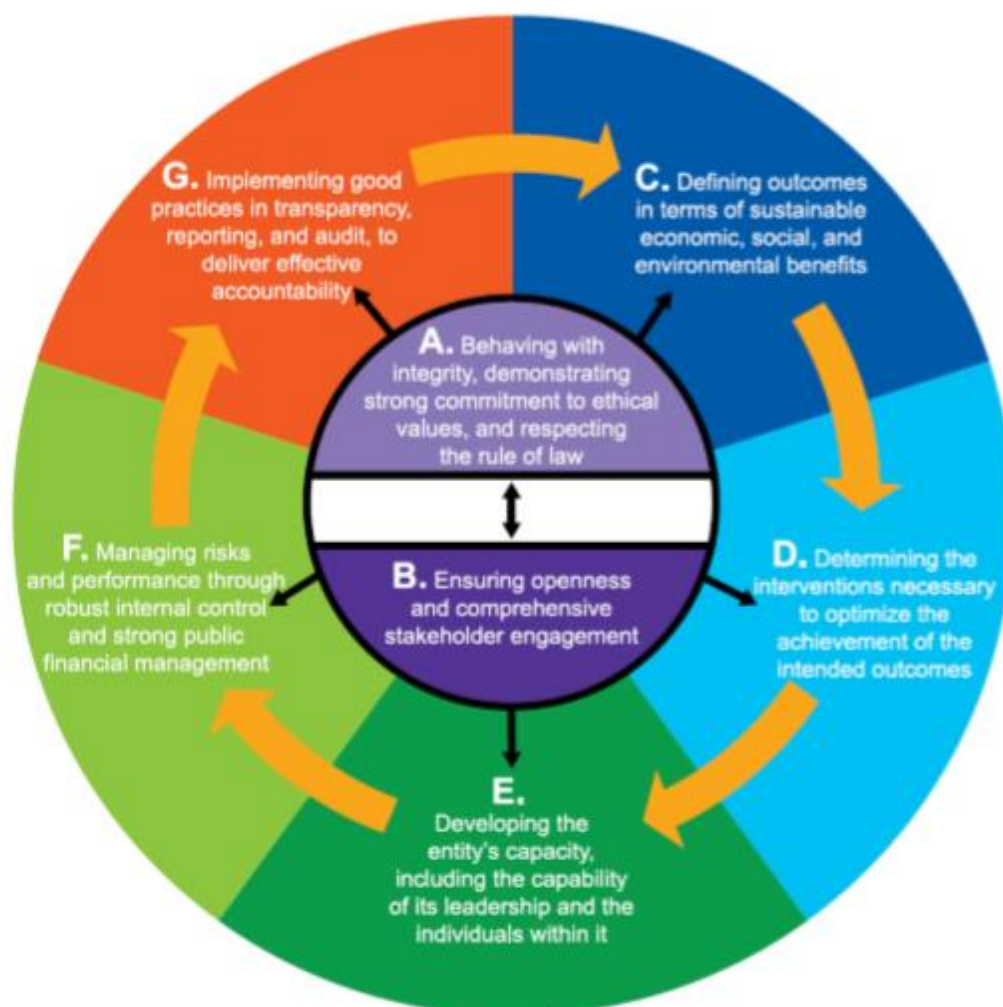 G. Implementing good
practices in transparency,
reporting, and audit, to
deliver effective
accountability
C. Defining outcomes
in terms of sustainable
economic, social, and
environmental benefits
A. Behaving with
integrity, demonstrating
strong commitment to ethical
values, and respecting
the rule of law
B. Ensuring openness
and comprehensive
stakeholder engagement
D. Determining the
interventions necessary
to optimize the
achievement of the
intended outcomes
E.
Developing the
entity's capacity,
including the capability
of its leadership and the
individuals within it
F. Managing risks
and performance through
robust internal control
and strong public
financial management